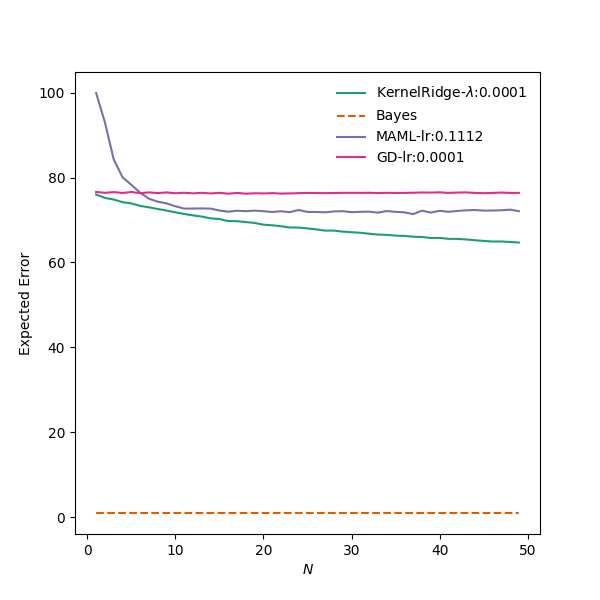 100
80
60
40
20
0
Expected Error
KernelRidge-λ:0.0001
Bayes
MAML-lr:0.1112
GD-lr:0.0001
0 10 20 30 40 50
N